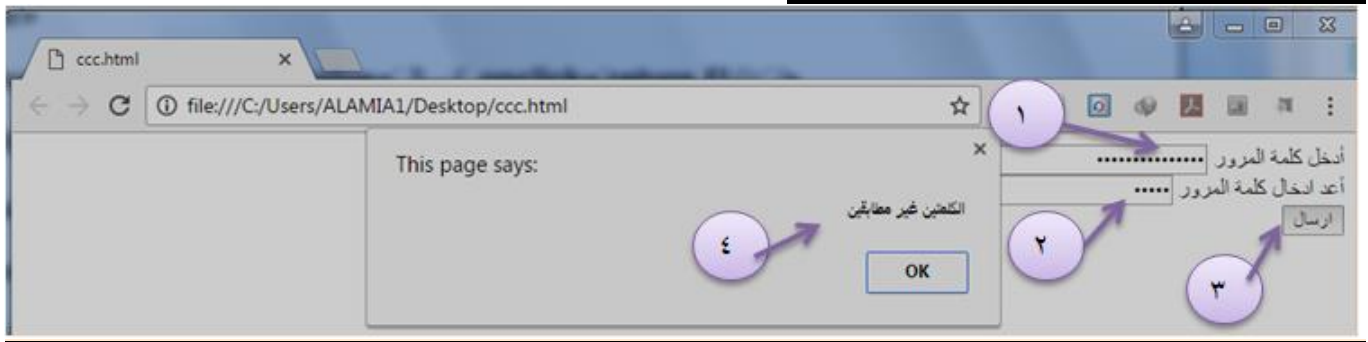 ccc.html
file:///C:/Users/ALAMIA1/Desktop/ccc.html
١
أدخل كلمة المرور
This page says:
أعد ادخال كلمة المرور
الكلمتين غير مطابقين
ارسال
٤
٢
OK
٣